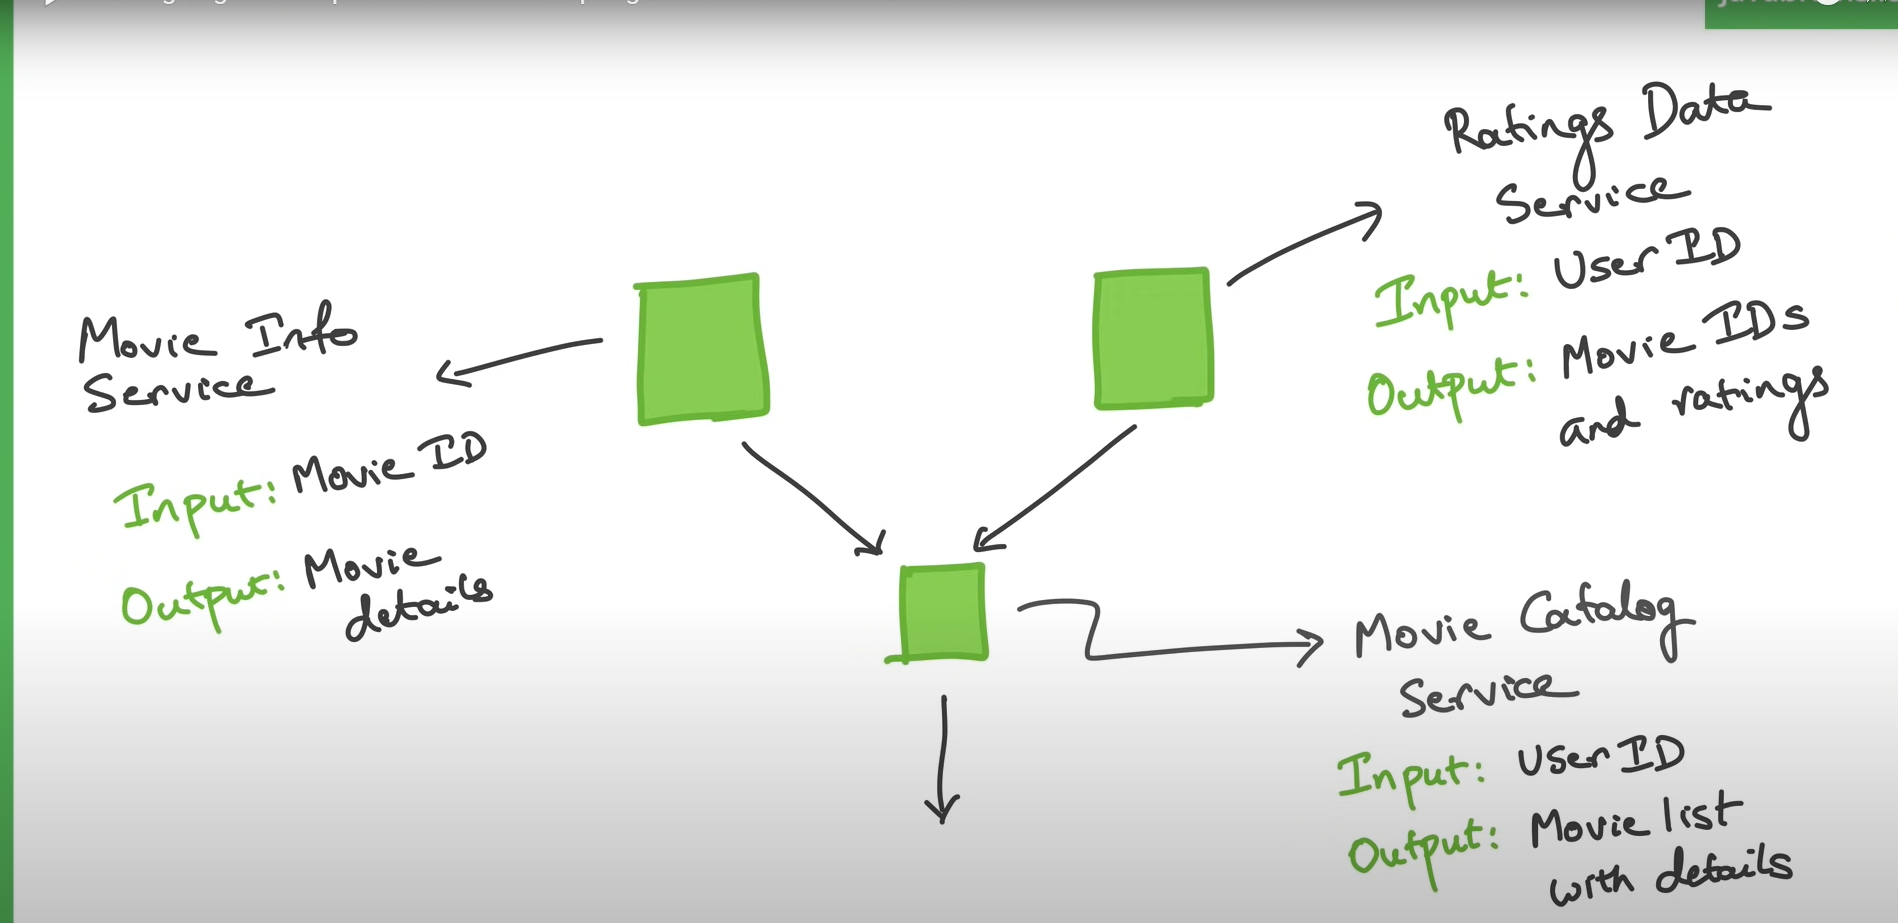 Movie Info
Service
Input: Movie ID
Output: Movie
details
Ratings Data
Service
Input: User ID
Output: Movie IDs
and ratings
Movie Catalog
Service
Input: User ID
Output: Movie list
with details